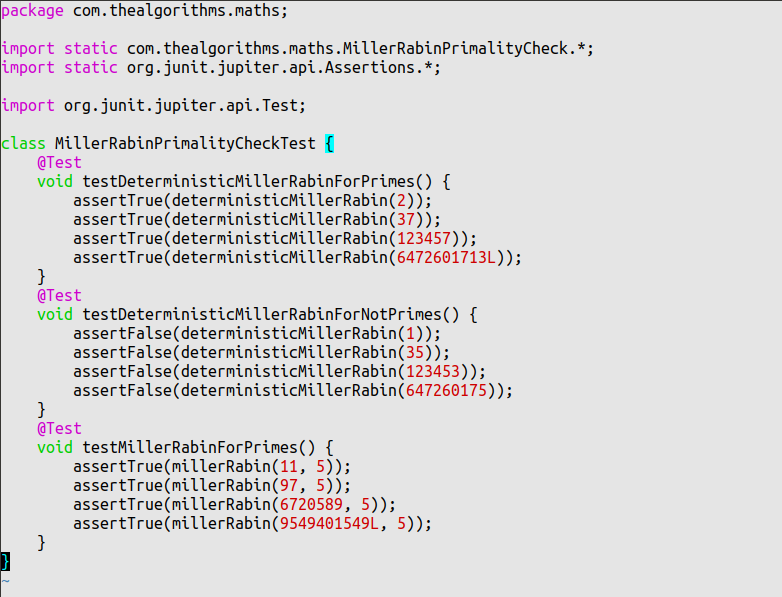 package com.thealgorithms.maths;

import static com.thealgorithms.maths.MillerRabinPrimalityCheck.*;
import static org.junit.jupiter.api.Assertions.*;

import org.junit.jupiter.api.Test;

class MillerRabinPrimalityCheckTest {
    @Test
    void testDeterministicMillerRabinForPrimes() {
        assertTrue(deterministicMillerRabin(2));
        assertTrue(deterministicMillerRabin(37));
        assertTrue(deterministicMillerRabin(123457));
        assertTrue(deterministicMillerRabin(6472601713L));
    }
    @Test
    void testDeterministicMillerRabinForNotPrimes() {
        assertFalse(deterministicMillerRabin(1));
        assertFalse(deterministicMillerRabin(35));
        assertFalse(deterministicMillerRabin(123453));
        assertFalse(deterministicMillerRabin(647260175));
    }
    @Test
    void testMillerRabinForPrimes() {
        assertTrue(millerRabin(11, 5));
        assertTrue(millerRabin(97, 5));
        assertTrue(millerRabin(6720589, 5));
        assertTrue(millerRabin(9549401549L, 5));
    }
}
~